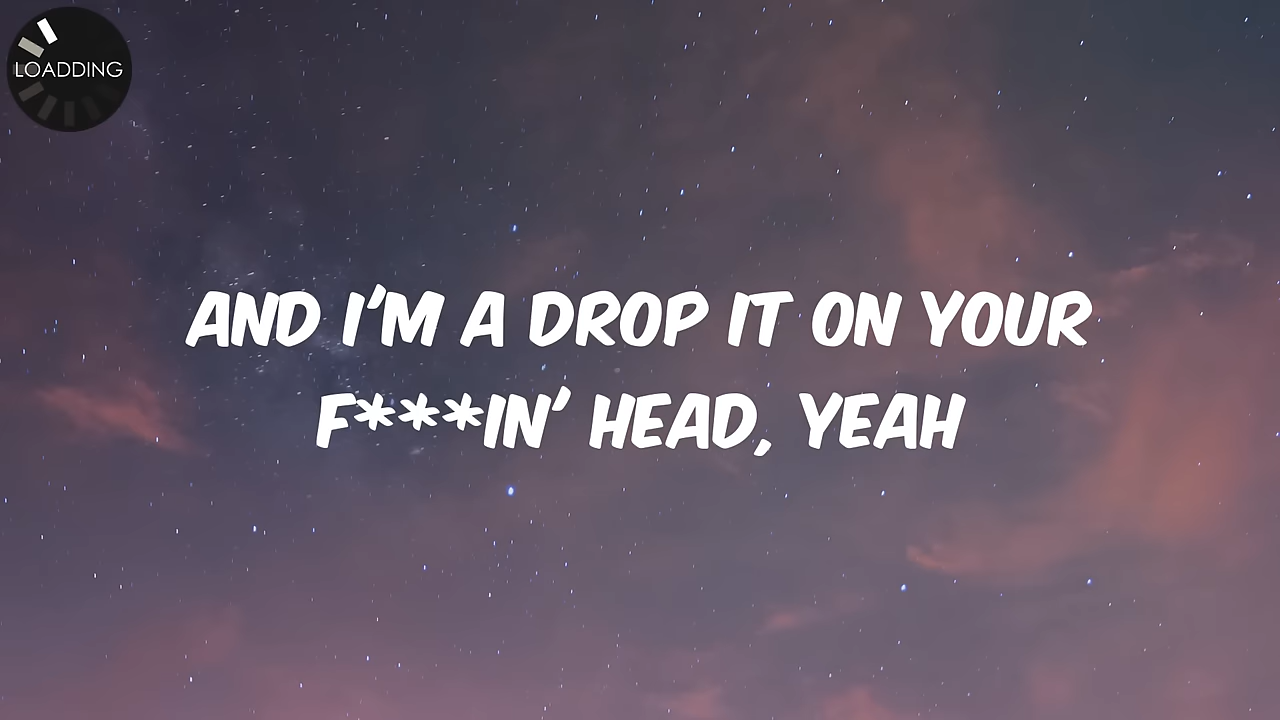 LOADDING
AND I'M A DROP IT ON YOUR
F***IN' HEAD, YEAH